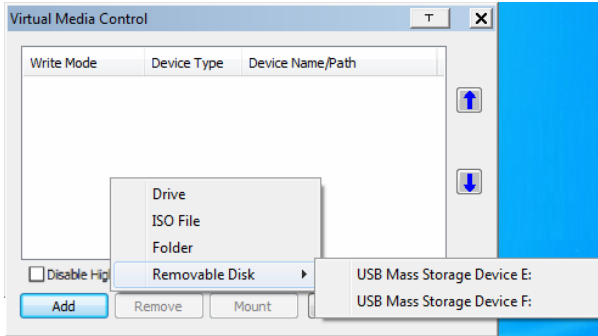 Virtual Media Control
T X
Write Mode Device Type Device Name/Path
Drive
ISO File
Folder
Disable Removable Disk USB Mass Storage Device E:
Add Remove Mount USB Mass Storage Device F: